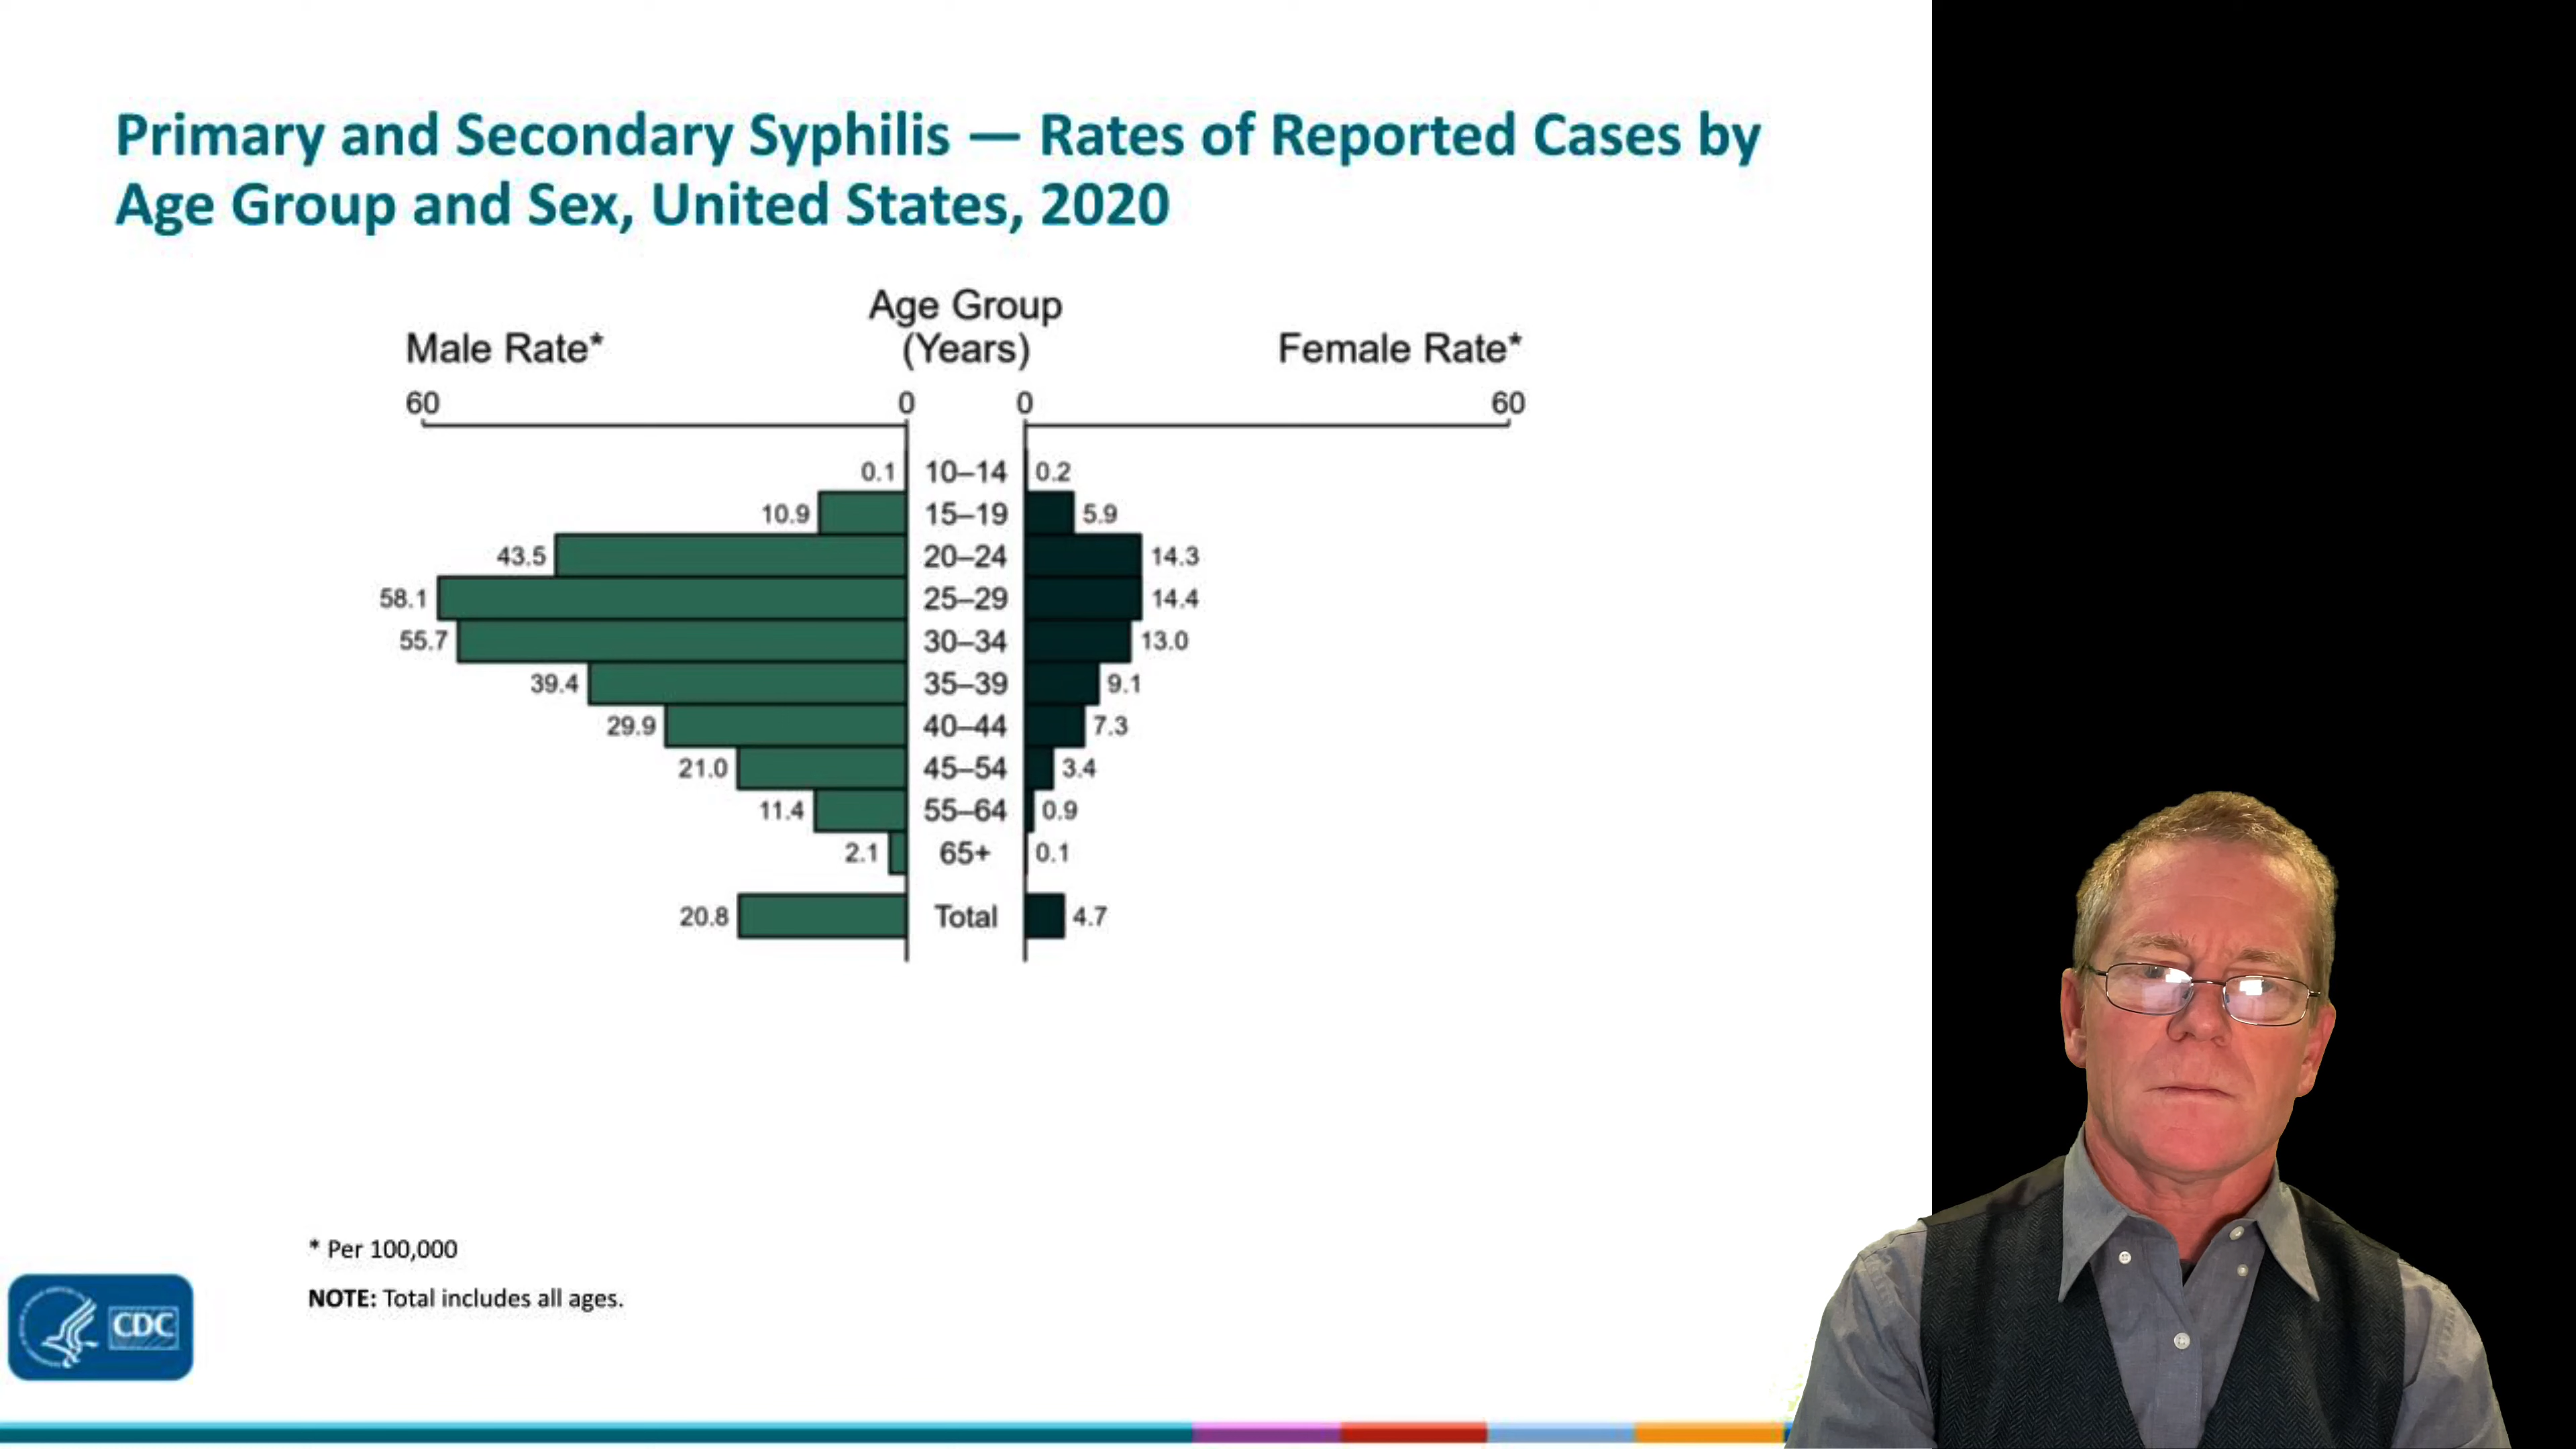 Primary and Secondary Syphilis — Rates of Reported Cases by
Age Group and Sex, United States, 2020
Age Group
Male Rate* (Years) Female Rate*
60 0 0 60
0.1 10–14 0.2
10.9 15–19 5.9
43.5 20–24 14.3
58.1 25–29 14.4
55.7 30–34 13.0
39.4 35–39 9.1
29.9 40–44 7.3
21.0 45–54 3.4
11.4 55–64 0.9
2.1 65+ 0.1
20.8 Total 4.7
* Per 100,000
NOTE: Total includes all ages.
CDC